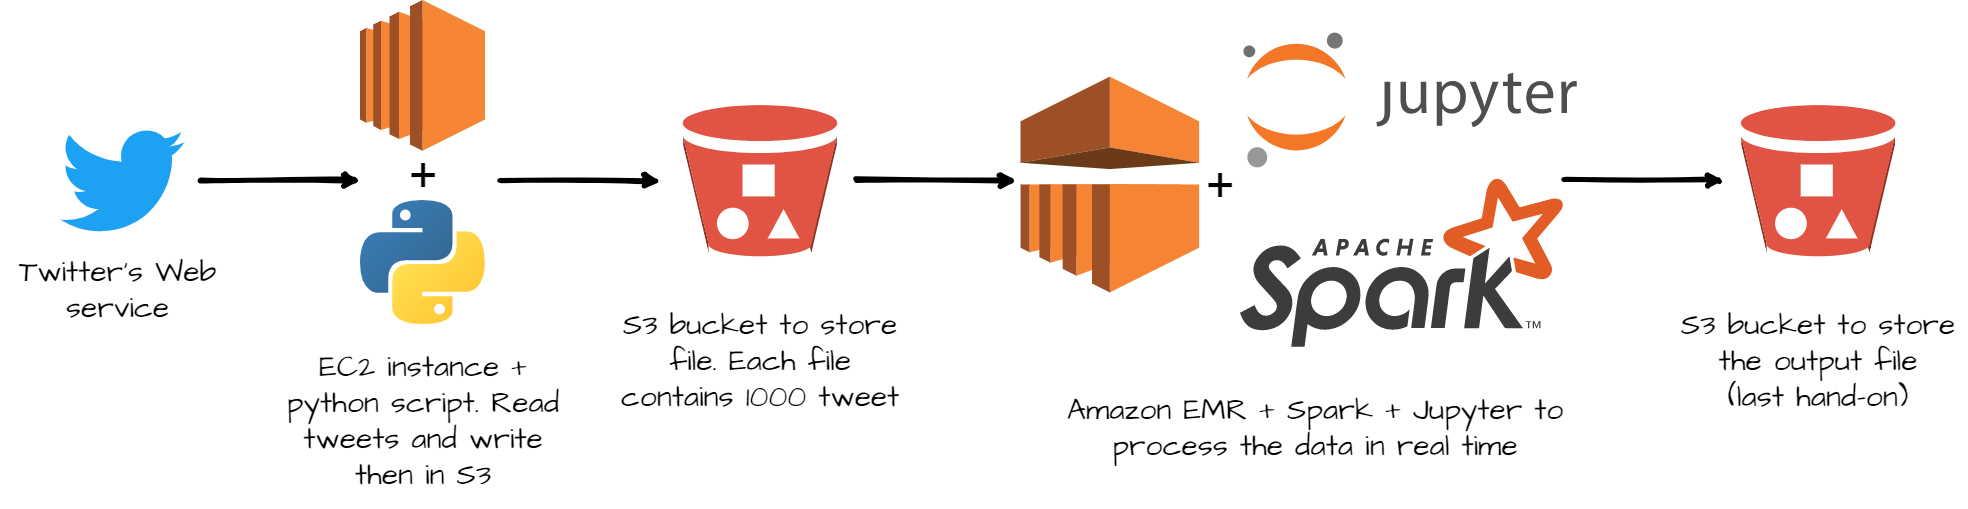 Twitter's Web
service
+
EC2 instance +
python script. Read
tweets and write
then in S3
S3 bucket to store
file. Each file
contains 1000 tweet
+
jupyter
APACHE
Spark™
Amazon EMR + Spark + Jupyter to
process the data in real time
S3 bucket to store
the output file
(last hand-on)